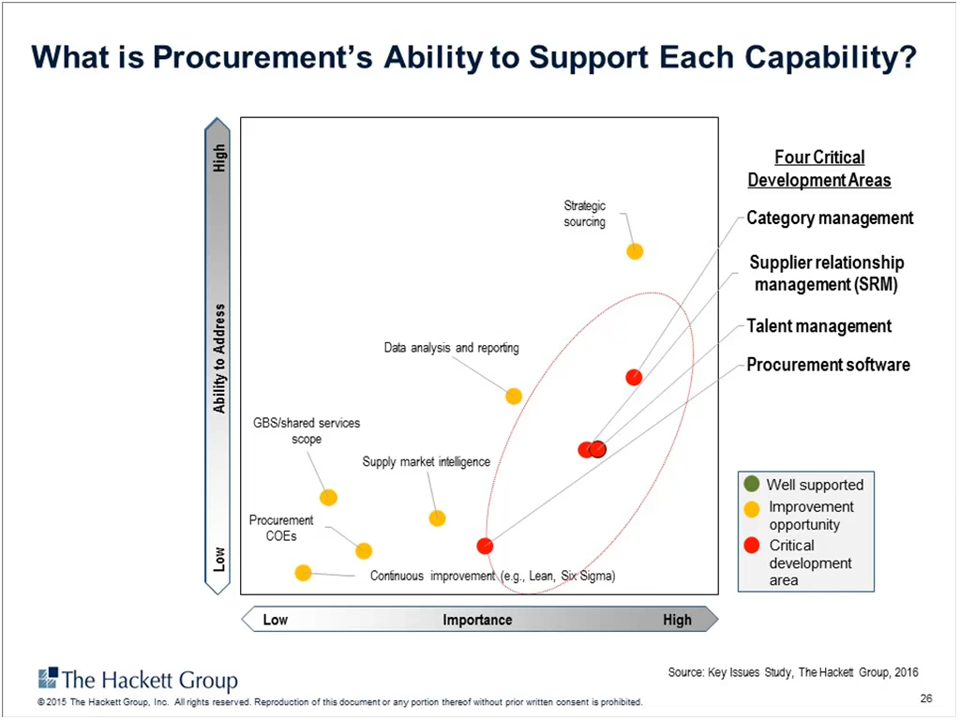 What is Procurement’s Ability to Support Each Capability?
High
Ability to Address
Low
Strategic
sourcing
Data analysis and reporting
GBS/shared services
scope
Supply market intelligence
Procurement
COEs
Continuous improvement (e.g., Lean, Six Sigma)
Four Critical
Development Areas
Category management
Supplier relationship
management (SRM)
Talent management
Procurement software
Well supported
Improvement
opportunity
Critical
development
area
Low Importance High
The Hackett Group
Source: Key Issues Study, The Hackett Group, 2016
© 2015 The Hackett Group, Inc. All rights reserved. Reproduction of this document or any portion thereof without prior written consent is prohibited.
26